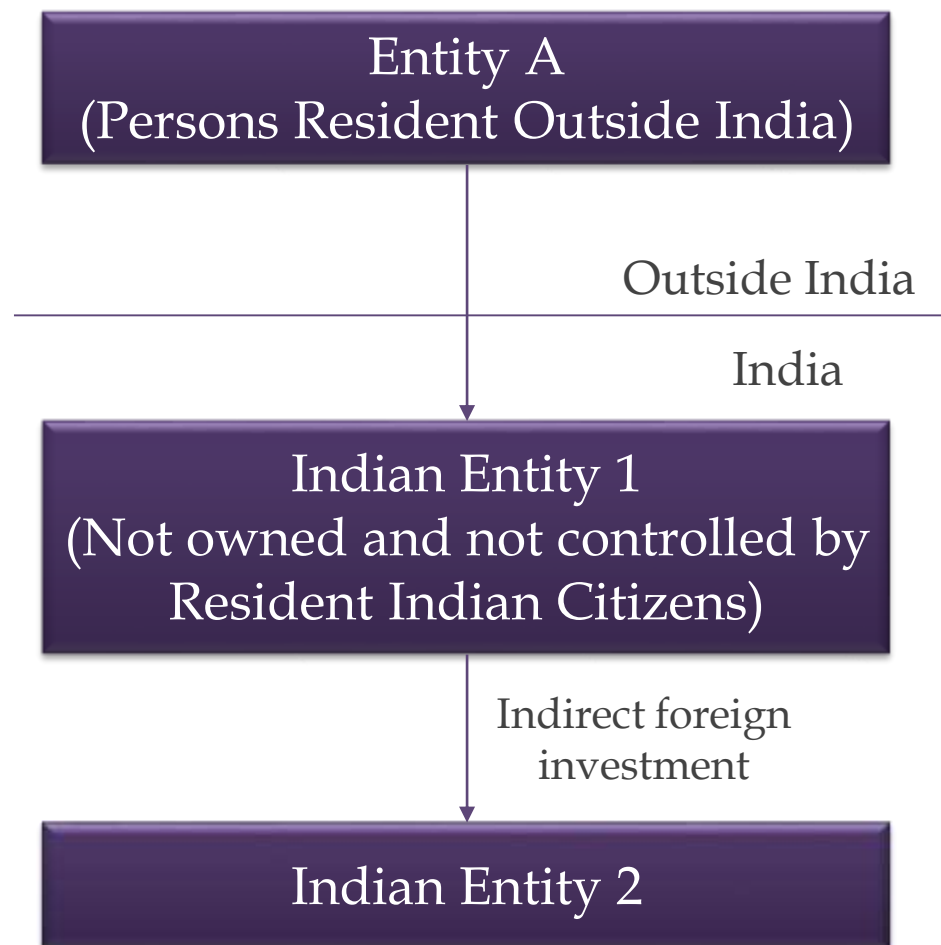 Entity A
(Persons Resident Outside India)
Outside India
India
Indian Entity 1
(Not owned and not controlled by
Resident Indian Citizens)
Indirect foreign
investment
Indian Entity 2